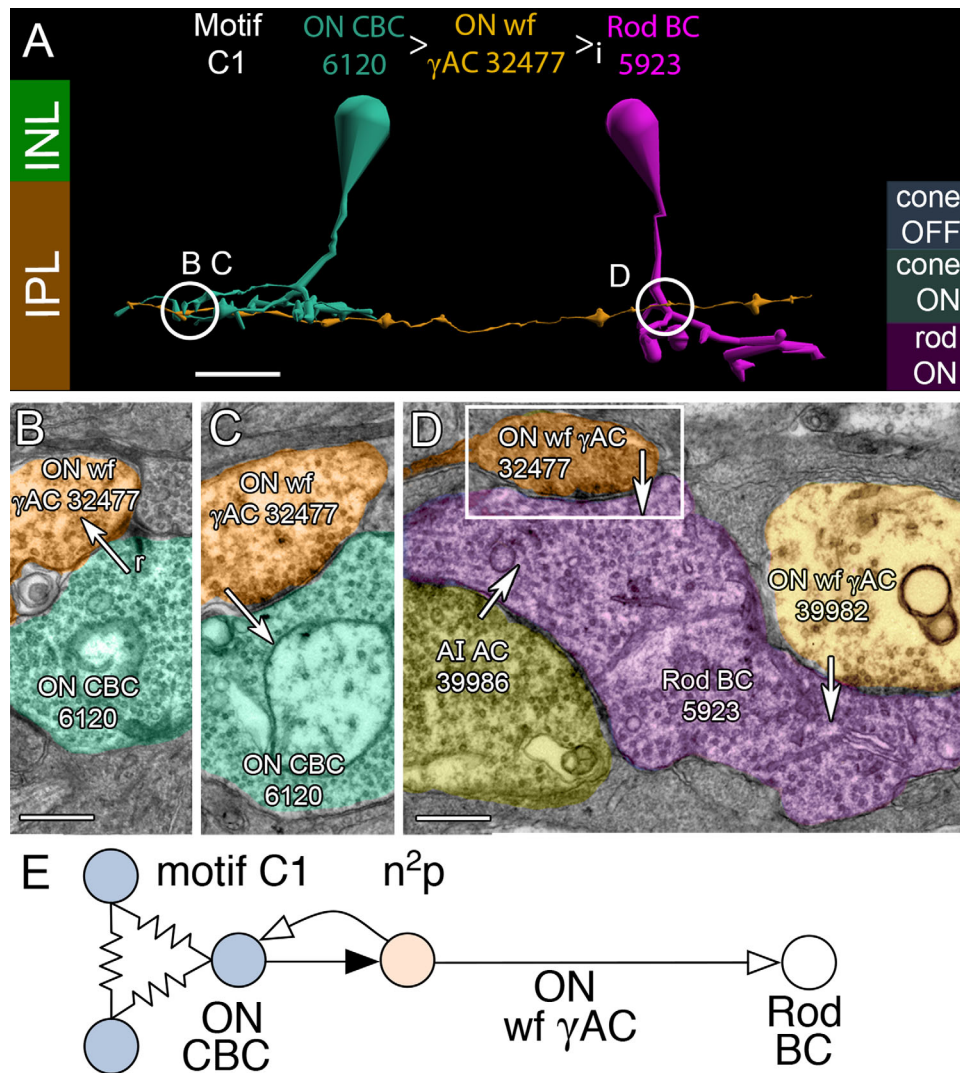 A
Motif
C1
ON CBC
6120
>
ON wf
γAC 32477
>i
Rod BC
5923
INL
IPL
B C
D
cone
OFF
cone
ON
rod
ON
B
ON wf
γAC 32477
r
ON CBC
6120
C
ON wf
γAC 32477
ON CBC
6120
D
ON wf γAC
32477
ON wf γAC
39982
AI AC
39986
Rod BC
5923
E
motif C1
n²p
ON
CBC
ON
wf γAC
Rod
BC